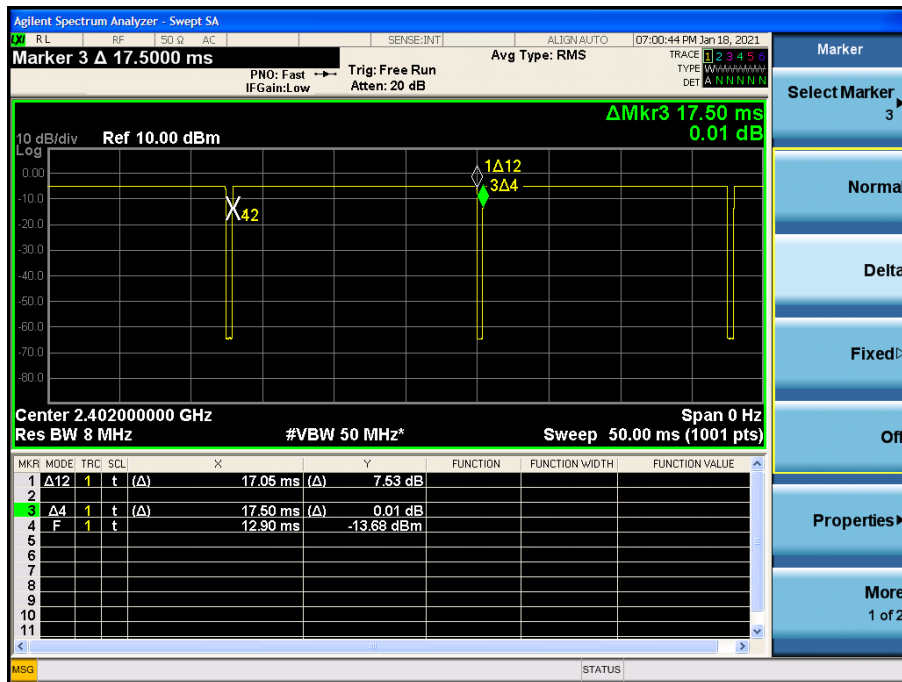 Agilent Spectrum Analyzer - Swept SA
LXI RL RF 50 Ω AC SENSE:INT ALIGN AUTO 07:00:44 PM Jan 18, 2021
Marker 3 Δ 17.5000 ms
PNO: Fast
IFGain:Low
Trig: Free Run
Atten: 20 dB
Avg Type: RMS
TRACE 1 2 3 4 5 6
TYPE WWWWWW
DET A N N N N N
ΔMkr3 17.50 ms
0.01 dB
10 dB/div Ref 10.00 dBm
Log
0.00
-10.0
-20.0
-30.0
-40.0
-50.0
-60.0
-70.0
-80.0
1Δ12
3Δ4
42
Center 2.402000000 GHz Span 0 Hz
Res BW 8 MHz #VBW 50 MHz* Sweep 50.00 ms (1001 pts)
MKR MODE TRC SCL X Y FUNCTION FUNCTION WIDTH FUNCTION VALUE
1 Δ12 1 t (Δ) 17.05 ms (Δ) 7.53 dB
2
3 Δ4 1 t (Δ) 17.50 ms (Δ) 0.01 dB
4 F 1 t 12.90 ms -13.68 dBm
5
6
7
8
9
10
11
MSG STATUS
Marker
Select Marker
3
Normal
Delta
Fixed
Off
Properties
More
1 of 2